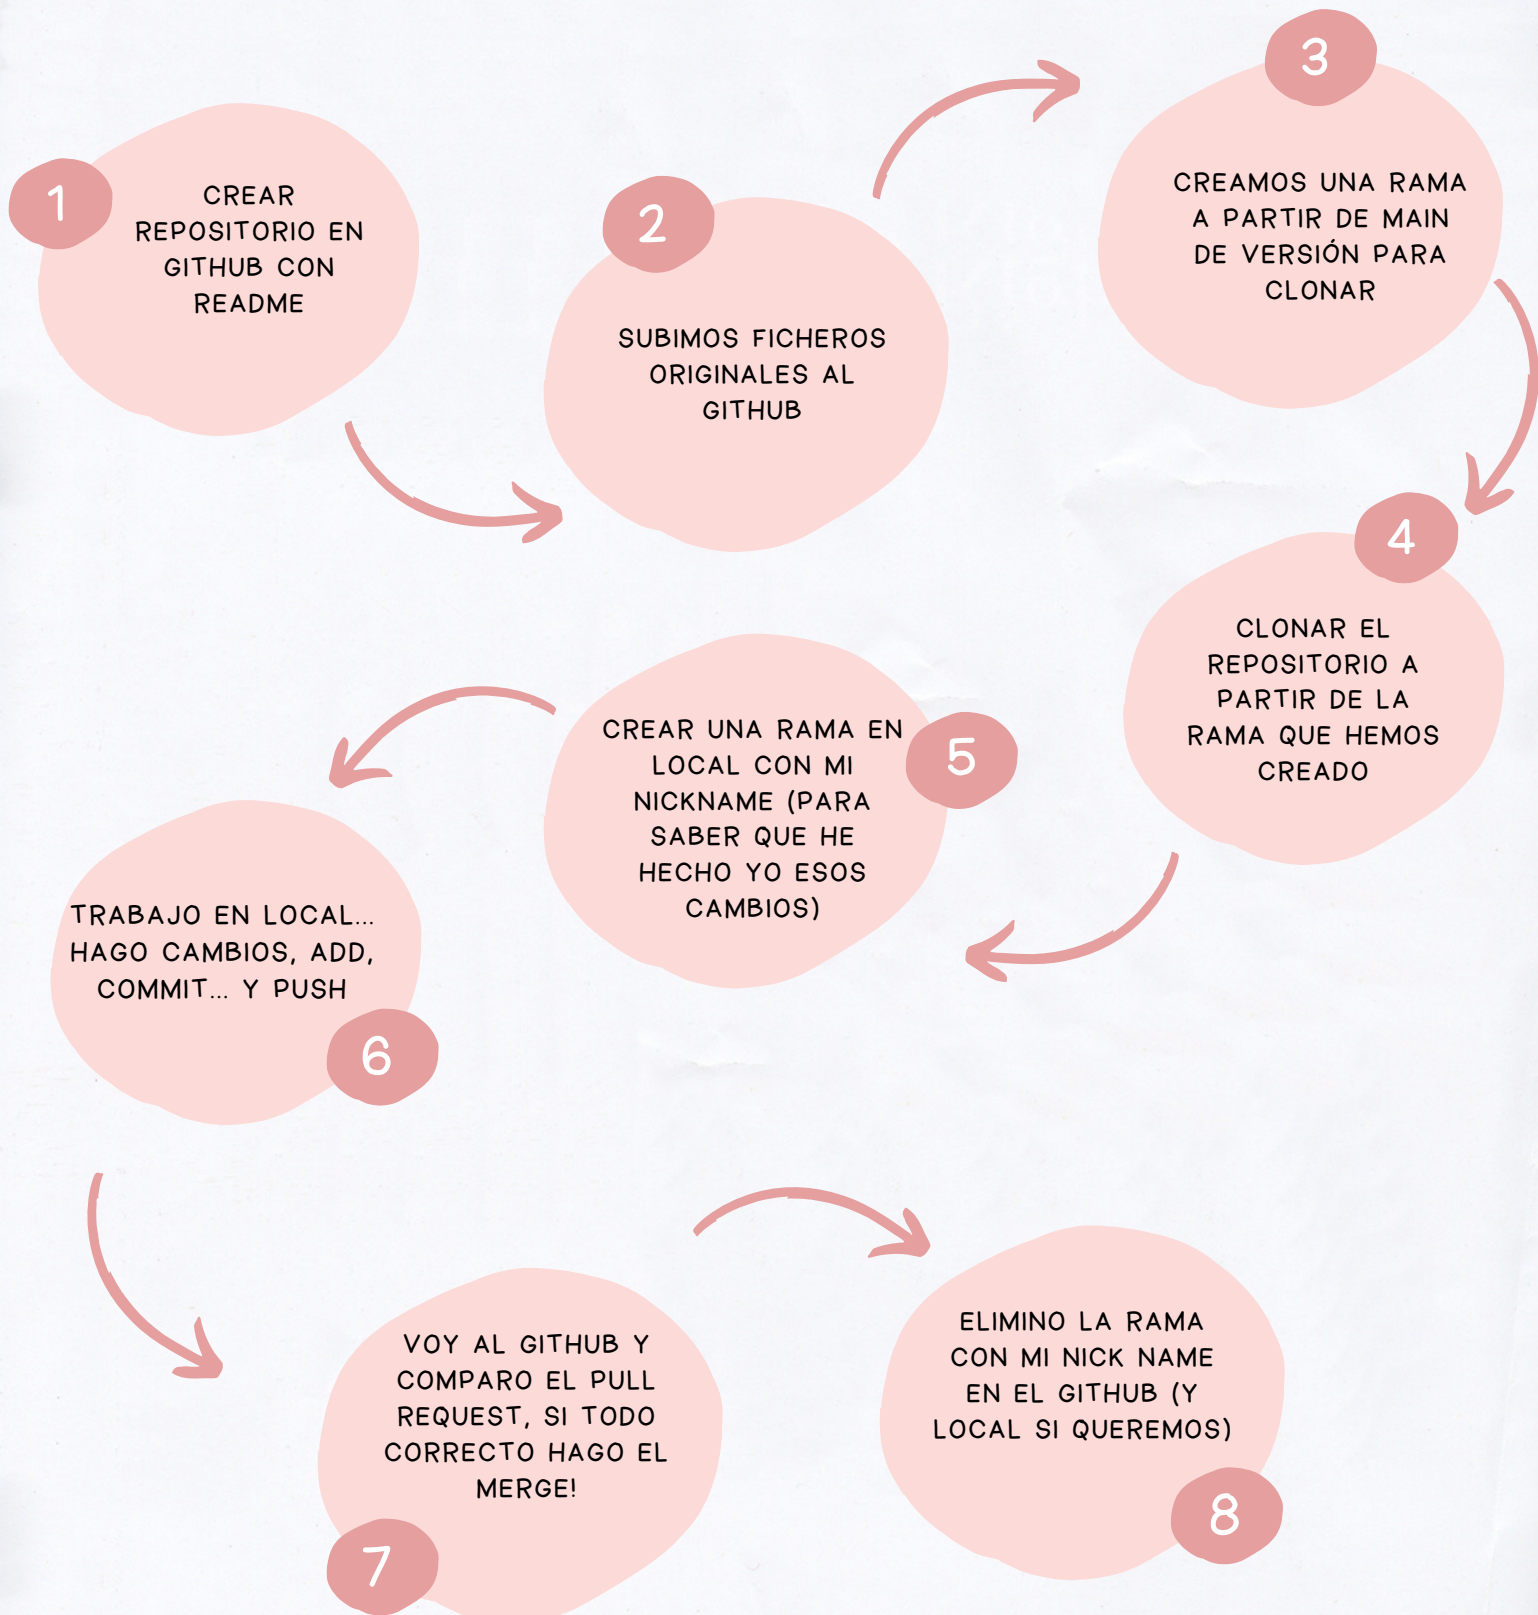 1
CREAR
REPOSITORIO EN
GITHUB CON
README
2
SUBIMOS FICHEROS
ORIGINALES AL
GITHUB
3
CREAMOS UNA RAMA
A PARTIR DE MAIN
DE VERSIÓN PARA
CLONAR
4
CLONAR EL
REPOSITORIO A
PARTIR DE LA
RAMA QUE HEMOS
CREADO
5
CREAR UNA RAMA EN
LOCAL CON MI
NICKNAME (PARA
SABER QUE HE
HECHO YO ESOS
CAMBIOS)
TRABAJO EN LOCAL...
HAGO CAMBIOS, ADD,
COMMIT... Y PUSH
6
VOY AL GITHUB Y
COMPARO EL PULL
REQUEST, SI TODO
CORRECTO HAGO EL
MERGE!
7
ELIMINO LA RAMA
CON MI NICK NAME
EN EL GITHUB (Y
LOCAL SI QUEREMOS)
8